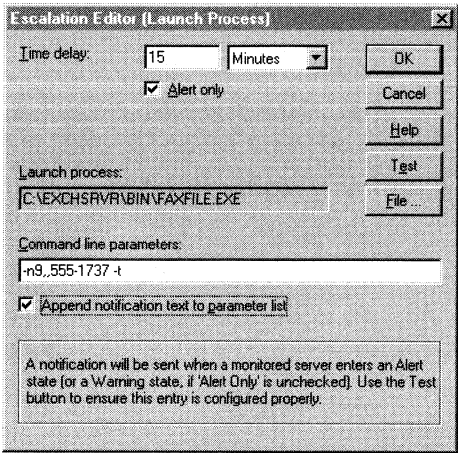 Escalation Editor (Launch Process)
Time delay:
15
Minutes
OK
Alert only
Cancel
Help
Test
Launch process:
C:\EXCHSRVR\BIN\FAXFILE.EXE
File ...
Command line parameters:
-n9,,555-1737 -t
Append notification text to parameter list
A notification will be sent when a monitored server enters an Alert
state (or a Warning state, if 'Alert Only' is unchecked). Use the Test
button to ensure this entry is configured properly.